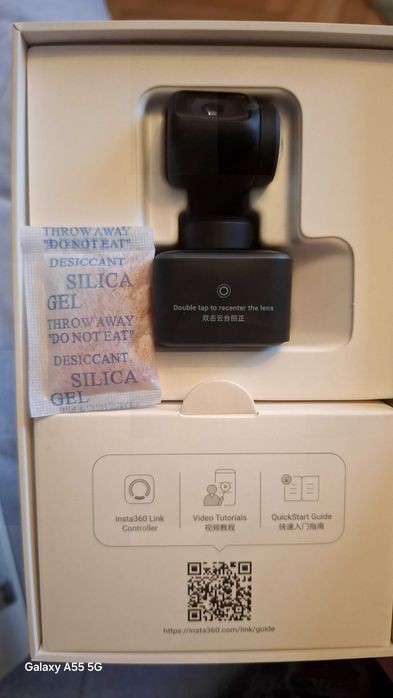 THROW AWAY
"DO NOT EAT"
DESICCANT
SILICA
GEL
THROW AWAY
"DO NOT EAT"
DESICCANT
SILICA
GEL
Double tap to recenter the lens
双击云台回正
Insta360 Link
Controller
Video Tutorials
视频教程
QuickStart Guide
快速入门指南
https://insta360.com/link/guide
Galaxy A55 5G